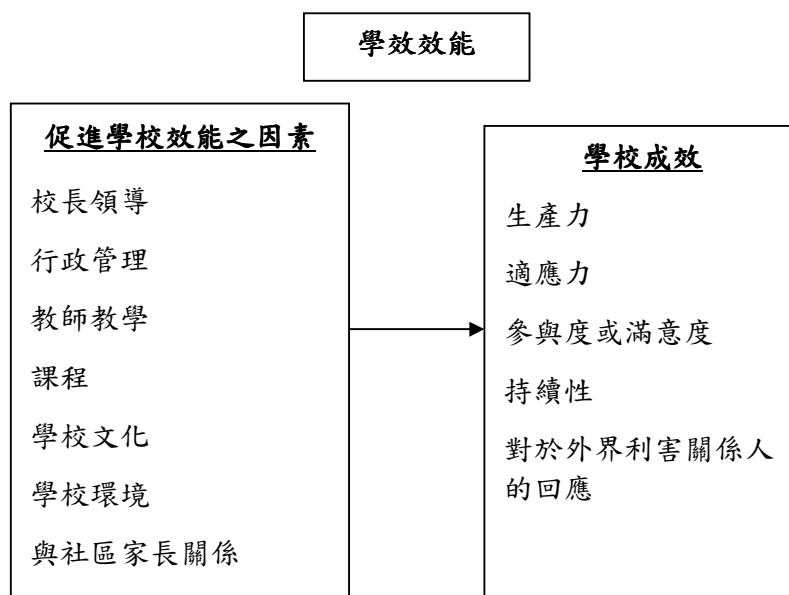 學效效能
促進學校效能之因素
校長領導
行政管理
教師教學
課程
學校文化
學校環境
與社區家長關係
學校成效
生產力
適應力
參與度或滿意度
持續性
對於外界利害關係人
的回應